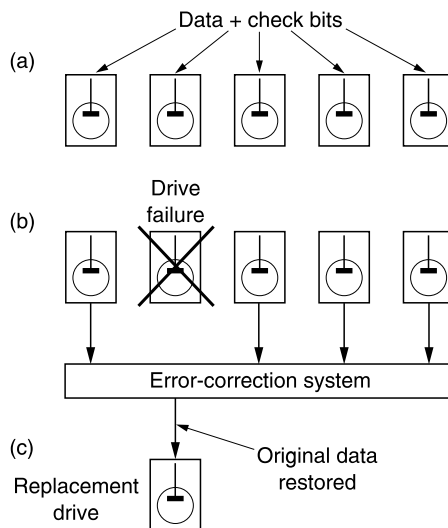 Data + check bits
(a)
Drive
failure
(b)
Error-correction system
(c)
Original data
restored
Replacement
drive